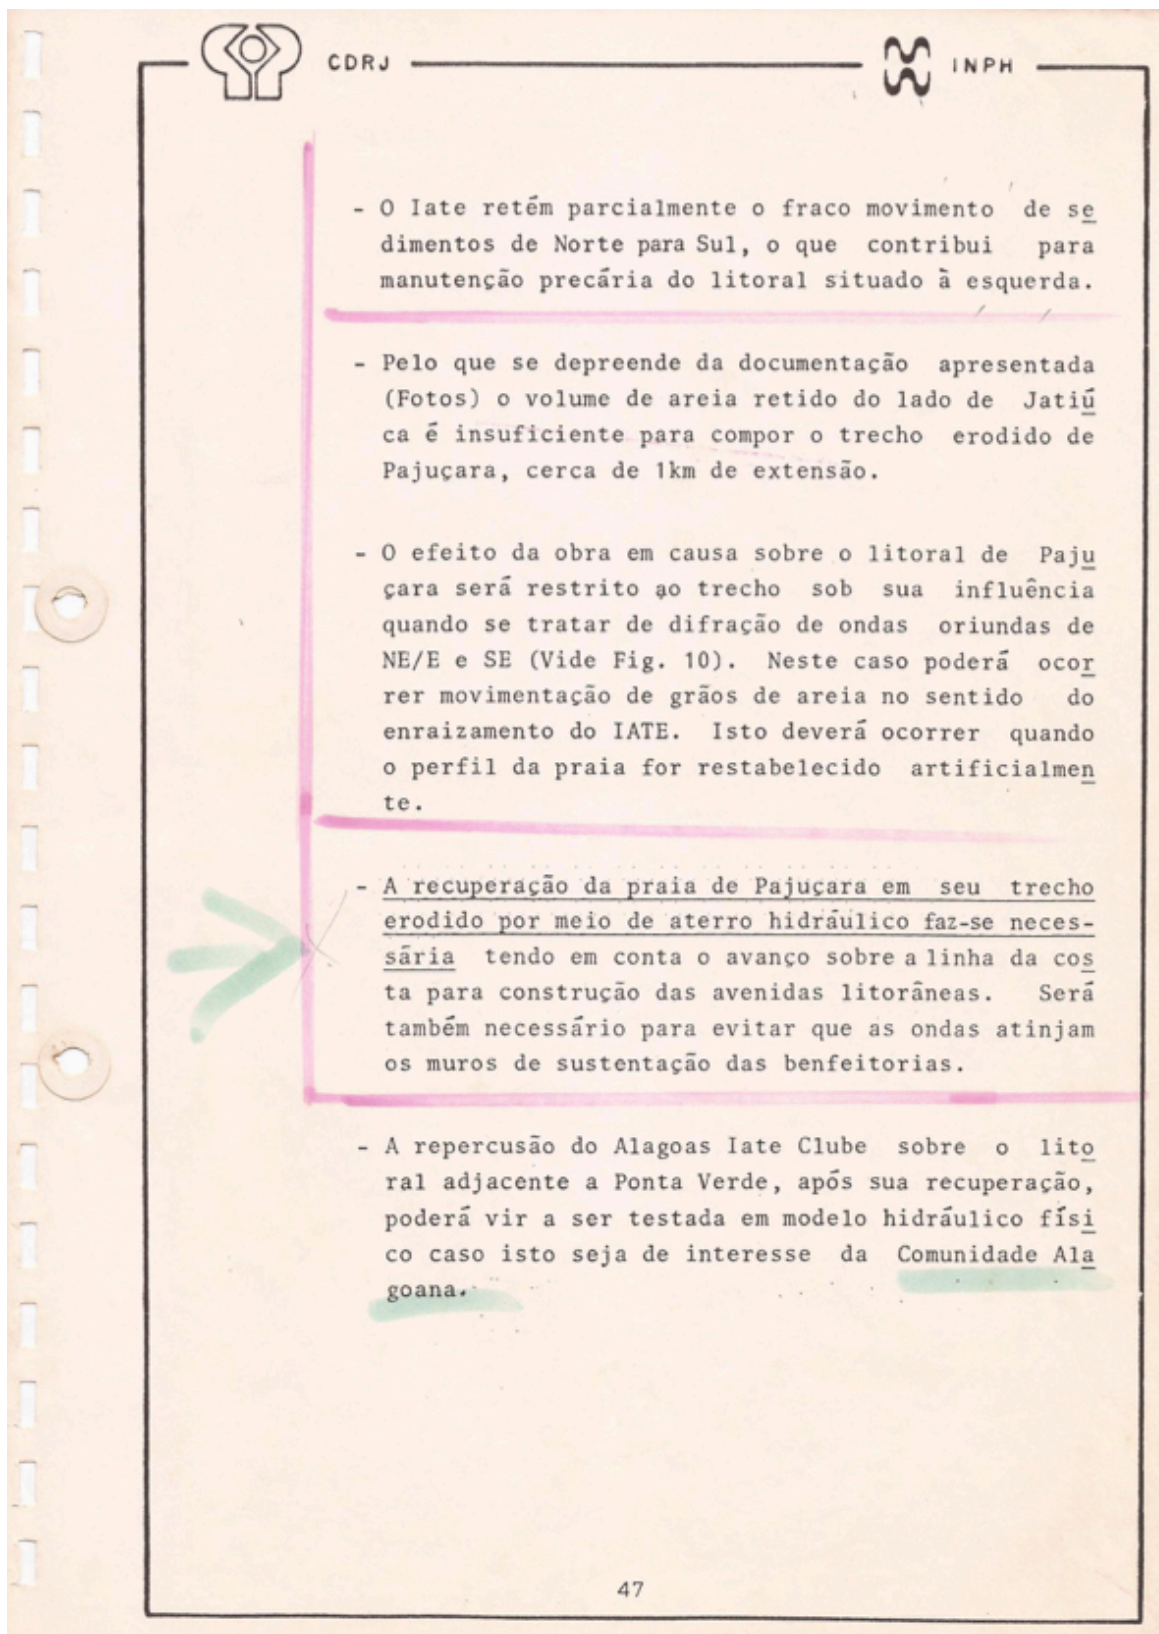 CDRJ
INPH
- O Iate retém parcialmente o fraco movimento de se
dimentos de Norte para Sul, o que contribui para
manutenção precária do litoral situado à esquerda.
- Pelo que se depreende da documentação apresentada
(Fotos) o volume de areia retido do lado de Jatiú
ca é insuficiente para compor o trecho erodido de
Pajuçara, cerca de 1km de extensão.
- O efeito da obra em causa sobre o litoral de Paju
çara será restrito ao trecho sob sua influência
quando se tratar de difração de ondas oriundas de
NE/E e SE (Vide Fig. 10). Neste caso poderá ocor
rer movimentação de grãos de areia no sentido do
enraizamento do IATE. Isto deverá ocorrer quando
o perfil da praia for restabelecido artificialmen
te.
- A recuperação da praia de Pajuçara em seu trecho
erodido por meio de aterro hidráulico faz-se neces-
sária tendo em conta o avanço sobre a linha da cos
ta para construção das avenidas litorâneas. Será
também necessário para evitar que as ondas atinjam
os muros de sustentação das benfeitorias.
- A repercusão do Alagoas Iate Clube sobre o lito
ral adjacente a Ponta Verde, após sua recuperação,
poderá vir a ser testada em modelo hidráulico físi
co caso isto seja de interesse da Comunidade Ala
goana.
47